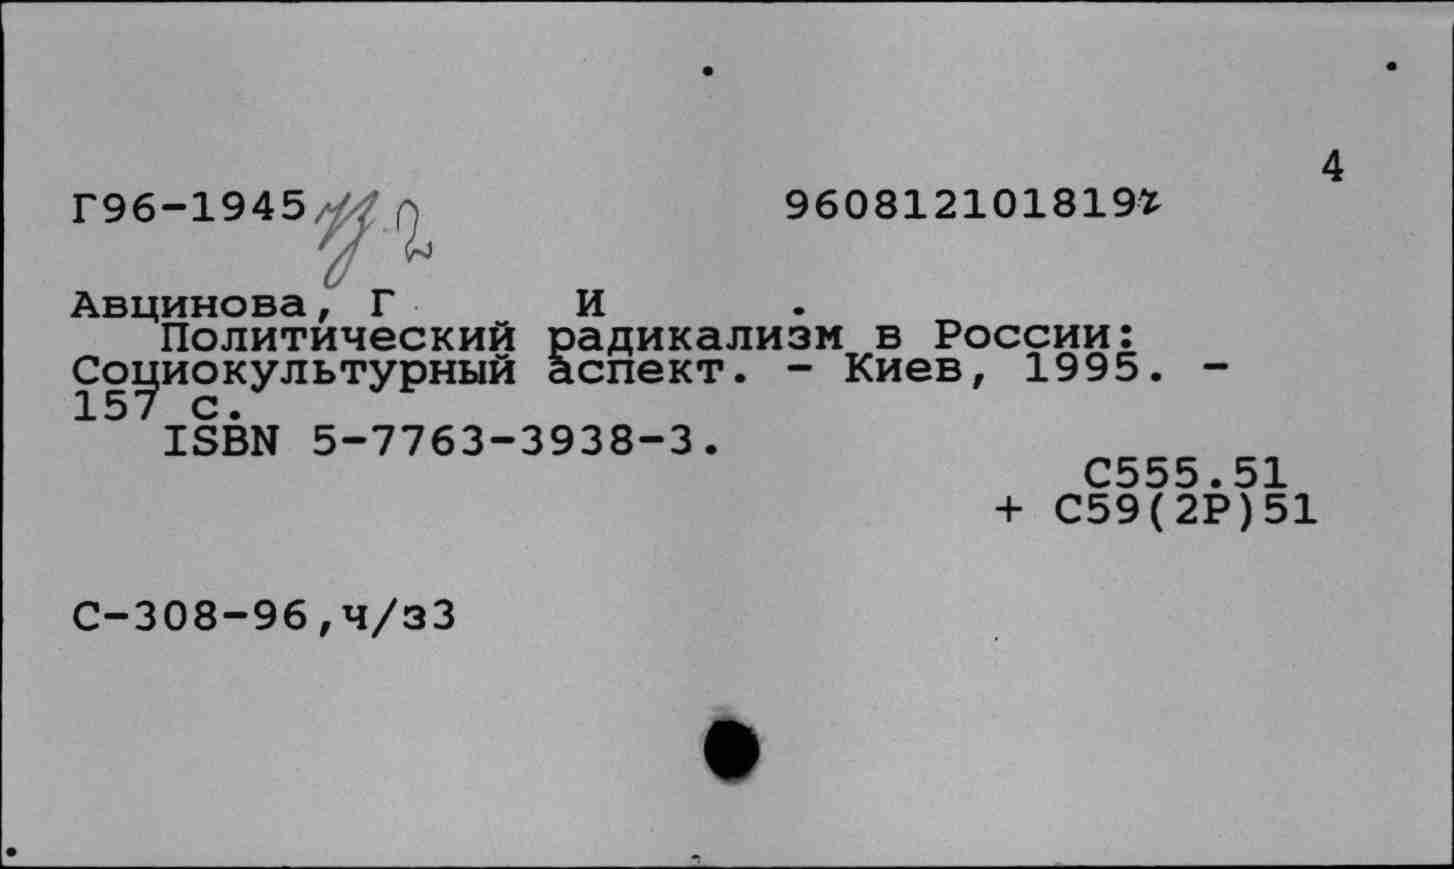 4
Г96-1945 9608121018192
Авцинова, Г И .
Политический радикализм в России:
Социокультурный аспект. - Киев, 1995. -
157 с.
ISBN 5-7763-3938-3.
С555.51
+ С59(2Р)51
С-308-96,ч/з3